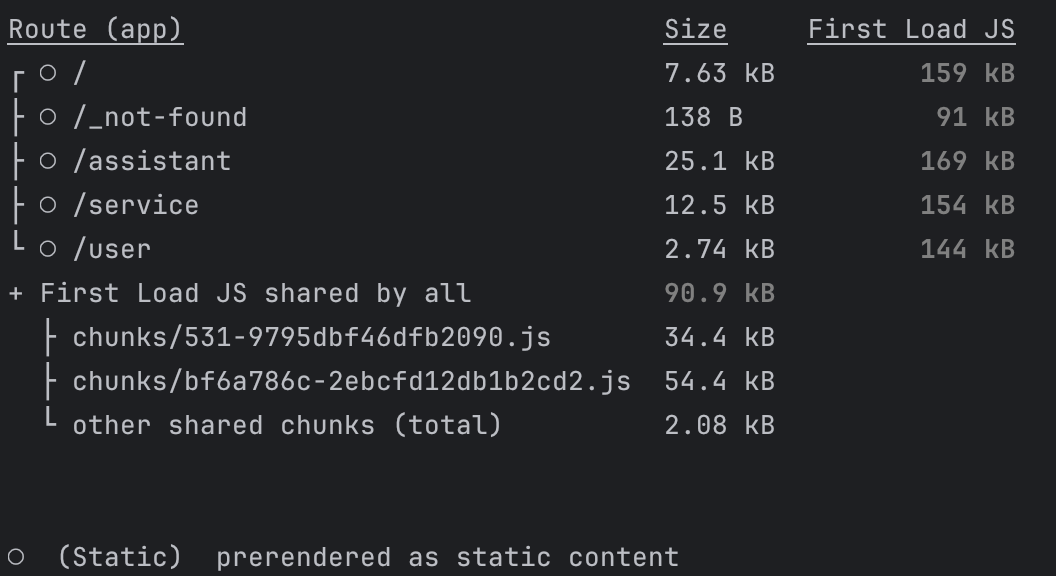 Route (app)                              Size     First Load JS
┌ ○ /                                    7.63 kB         159 kB
├ ○ /_not-found                          138 B            91 kB
├ ○ /assistant                           25.1 kB         169 kB
├ ○ /service                             12.5 kB         154 kB
└ ○ /user                                2.74 kB         144 kB
+ First Load JS shared by all            90.9 kB
  ├ chunks/531-9795dbf46dfb2090.js       34.4 kB
  ├ chunks/bf6a786c-2ebcfd12db1b2cd2.js  54.4 kB
  └ other shared chunks (total)          2.08 kB
○  (Static)  prerendered as static content